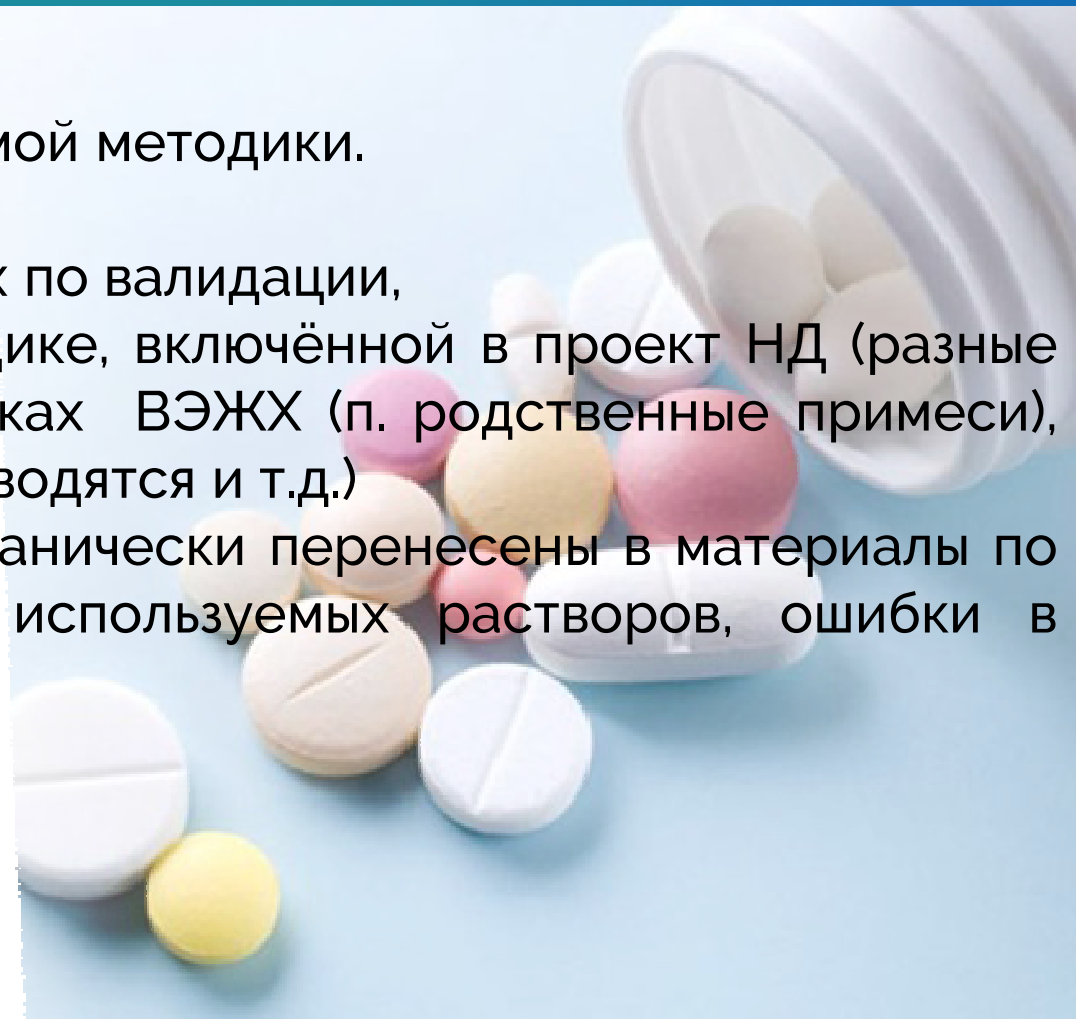 мой методики.
х по валидации,
дике, включённой в проект НД (разные
ках ВЭЖХ (п. родственные примеси),
водятся и т.д.)
анически перенесены в материалы по
используемых растворов, ошибки в